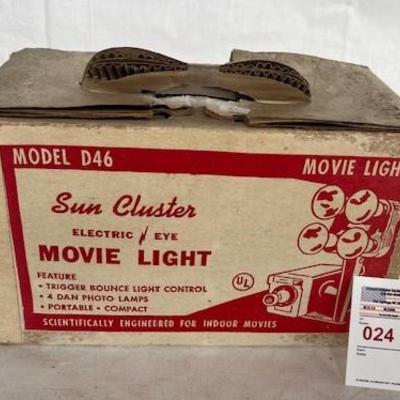 MODEL D46
MOVIE LIGH
Sun Cluster
ELECTRIC EYE
MOVIE LIGHT
FEATURE
• TRIGGER BOUNCE LIGHT CONTROL
• 4 DAN PHOTO LAMPS
• PORTABLE • COMPACT
UL
SCIENTIFICALLY ENGINEERED FOR INDOOR MOVIES
024